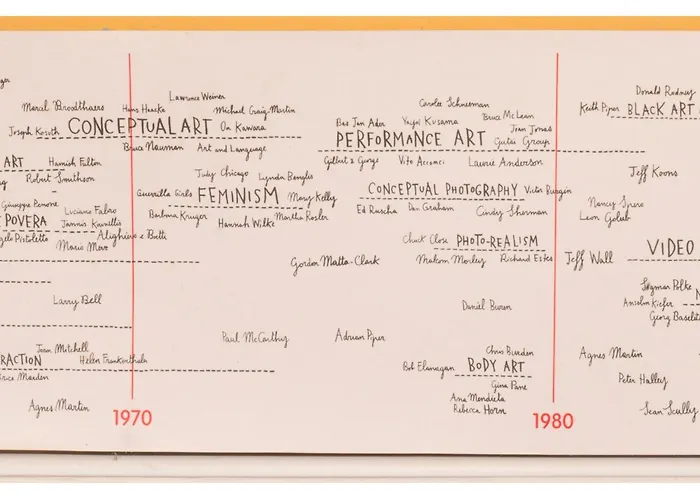 Lawrence Weiner
Donald Rodney
Marcel Broodthaers
Hans Haacke
Michael Craig-Martin
Carolee Schneeman
Keith Piper
BLACK ART
Joseph Kosuth
CONCEPTUAL ART
On Kawara
Bas Jan Ader
Yayoi Kusama
Bruce McLean
Joan Jonas
PERFORMANCE ART
Gutai Group
Bruce Nauman
Art and Language
ART
Hamish Fulton
Gilbert & George
Vito Acconci
Laurie Anderson
Robert Smithson
Judy Chicago
Lynda Benglis
Jeff Koons
Guerrilla Girls
FEMINISM
Mary Kelly
CONCEPTUAL PHOTOGRAPHY
Victor Burgin
Giuseppe Penone
Luciano Fabro
Barbara Kruger
Hannah Wilke
Martha Rosler
Ed Ruscha
Dan Graham
Cindy Sherman
Nancy Spero
Leon Golub
POVERA
Jannis Kounellis
Pistoletto
Alighiero e Boetti
Mario Merz
Chuck Close
PHOTO-REALISM
VIDEO
Gordon Matta-Clark
Malcom Morley
Richard Estes
Jeff Wall
Sigmar Polke
Larry Bell
Daniel Buren
Anselm Kiefer
Georg Baselitz
Paul McCarthy
Adrian Piper
Joan Mitchell
RACTION
Helen Frankenthaler
Chris Burden
Agnes Martin
Bob Flanagan
BODY ART
Brice Marden
Gina Pane
Peter Halley
Agnes Martin
Ana Mendieta
Rebecca Horn
Sean Scully
1970
1980